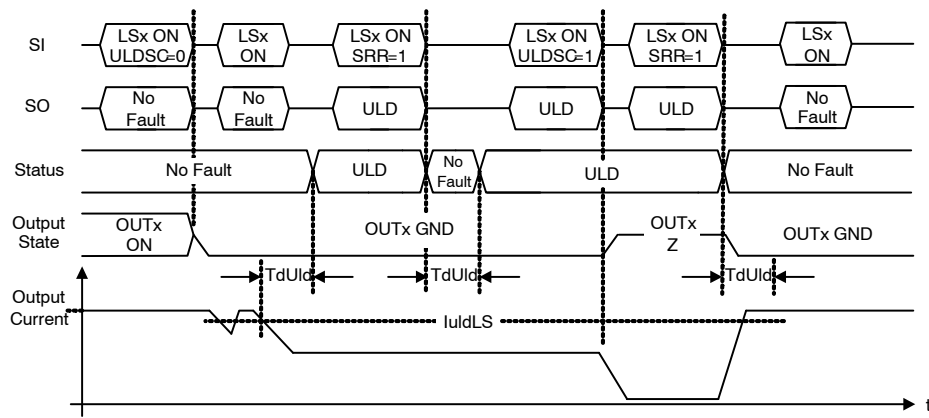 SI
LSx ON
ULDSC=0
LSx
ON
LSx ON
SRR=1
LSx ON
ULDSC=1
LSx ON
SRR=1
LSx
ON
SO
No
Fault
No
Fault
ULD
ULD
ULD
No
Fault
Status
No Fault
ULD
No
Fault
ULD
No Fault
Output
State
OUTx
ON
OUTx GND
OUTx
Z
OUTx GND
TdUld
TdUld
TdUld
Output
Current
IuldLS
t